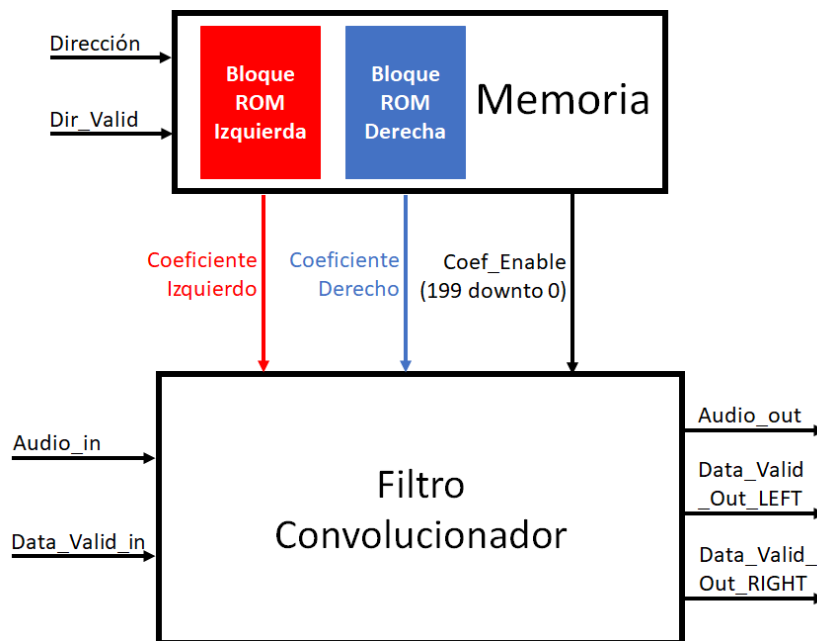 Dirección
Dir_Valid
Bloque
ROM
Izquierda
Bloque
ROM
Derecha
Memoria
Coeficiente
Izquierdo
Coeficiente
Derecho
Coef_Enable
(199 downto 0)
Audio_in
Data_Valid_in
Filtro
Convolucionador
Audio_out
Data_Valid
_Out_LEFT
Data_Valid_
Out_RIGHT